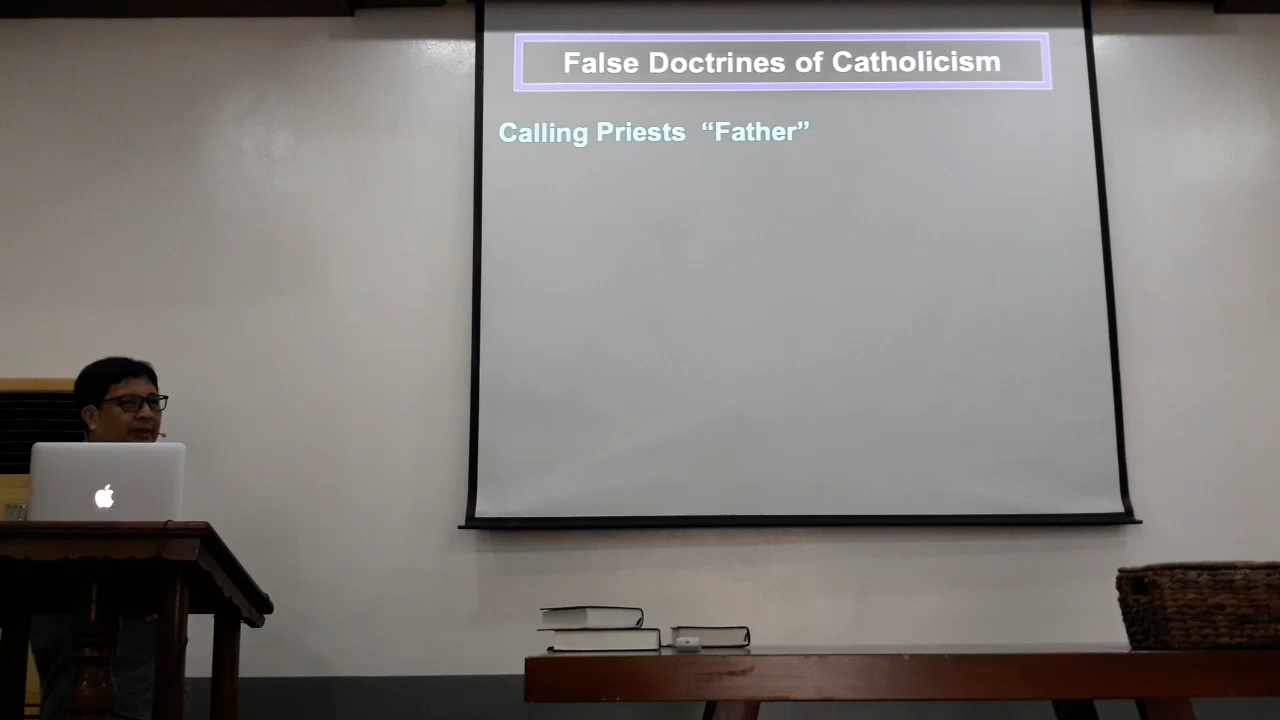 False Doctrines of Catholicism
Calling Priests “Father”